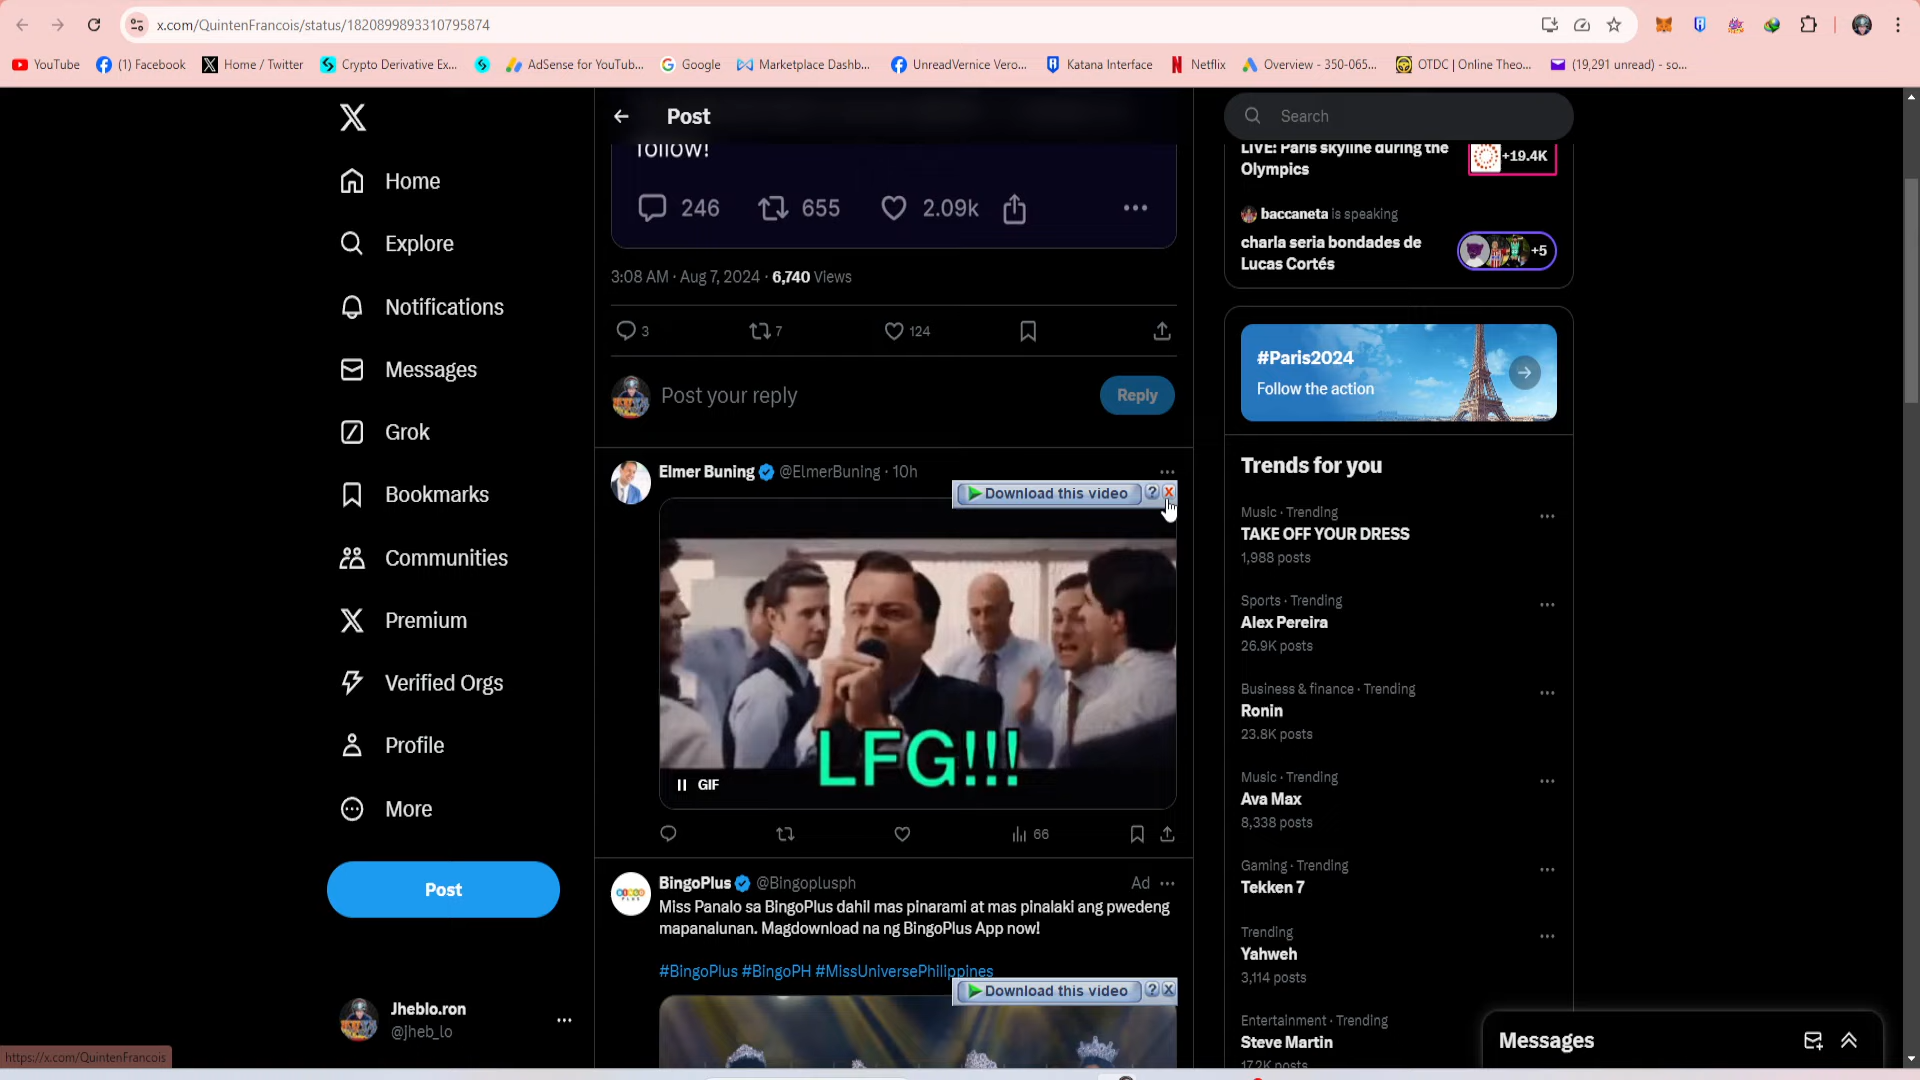 x.com/QuintenFrancois/status/1820899893310795874
YouTube
(1) Facebook
Home / Twitter
Crypto Derivative Ex...
AdSense for YouTub...
Google
Marketplace Dashb...
UnreadVernice Vero...
Katana Interface
Netflix
Overview - 350-065...
OTDC | Online Theo...
(19,291 unread) - so...
Home
Explore
Notifications
Messages
Grok
Bookmarks
Communities
Premium
Verified Orgs
Profile
More
Post
Jheblo.ron
@jheb_lo
https://x.com/QuintenFrancois
Post
follow!
246 655 2.09k
3:08 AM · Aug 7, 2024 · 6,740 Views
3 7 124
Post your reply
Reply
Elmer Buning @ElmerBuning · 10h
Download this video ? X
LFG!!!
GIF
66
BingoPlus @Bingoplusph Ad
Miss Panalo sa BingoPlus dahil mas pinarami at mas pinalaki ang pwedeng
mapanalunan. Magdownload na ng BingoPlus App now!
#BingoPlus #BingoPH #MissUniversePhilippines
Download this video ? X
Search
LIVE: Paris skyline during the
Olympics
+19.4K
baccaneta is speaking
charla seria bondades de
Lucas Cortés
+5
#Paris2024
Follow the action
Trends for you
Music · Trending
TAKE OFF YOUR DRESS
1,988 posts
Sports · Trending
Alex Pereira
26.9K posts
Business & finance · Trending
Ronin
23.8K posts
Music · Trending
Ava Max
8,338 posts
Gaming · Trending
Tekken 7
Trending
Yahweh
3,114 posts
Entertainment · Trending
Steve Martin
17.2K posts
Messages